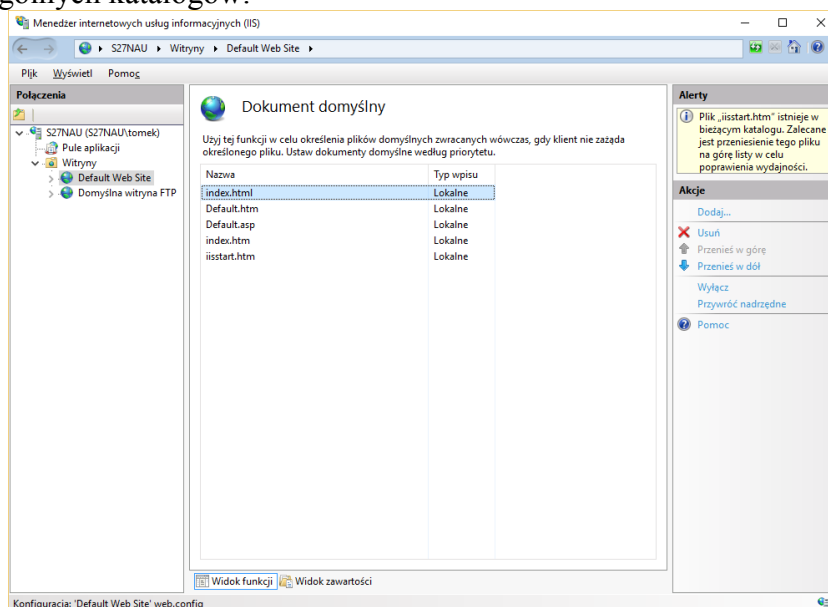 gólnych katalogów.
Menedżer internetowych usług informacyjnych (IIS)
S27NAU Witryny Default Web Site
Plik Wyświetl Pomoc
Połączenia
S27NAU (S27NAU\tomek)
Pule aplikacji
Witryny
Default Web Site
Domyślna witryna FTP
Dokument domyślny
Użyj tej funkcji w celu określenia plików domyślnych zwracanych wówczas, gdy klient nie zażąda
określonego pliku. Ustaw dokumenty domyślne według priorytetu.
Nazwa Typ wpisu
index.html Lokalne
Default.htm Lokalne
Default.asp Lokalne
index.htm Lokalne
iisstart.htm Lokalne
Widok funkcji Widok zawartości
Alerty
Plik „iisstart.htm” istnieje w
bieżącym katalogu. Zalecane
jest przeniesienie tego pliku
na górę listy w celu
poprawienia wydajności.
Akcje
Dodaj...
Usuń
Przenieś w górę
Przenieś w dół
Wyłącz
Przywróć nadrzędne
Pomoc
Konfiguracja: 'Default Web Site' web.config